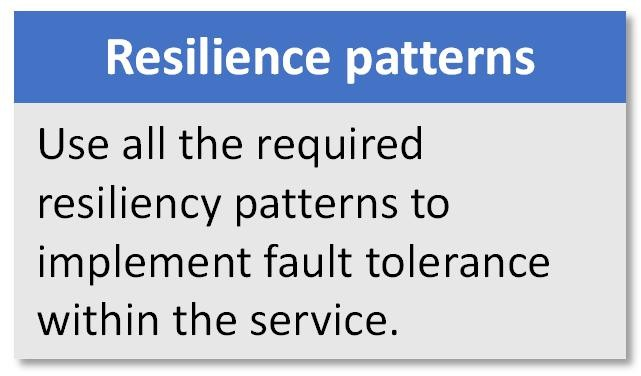 Resilience patterns
Use all the required
resiliency patterns to
implement fault tolerance
within the service.